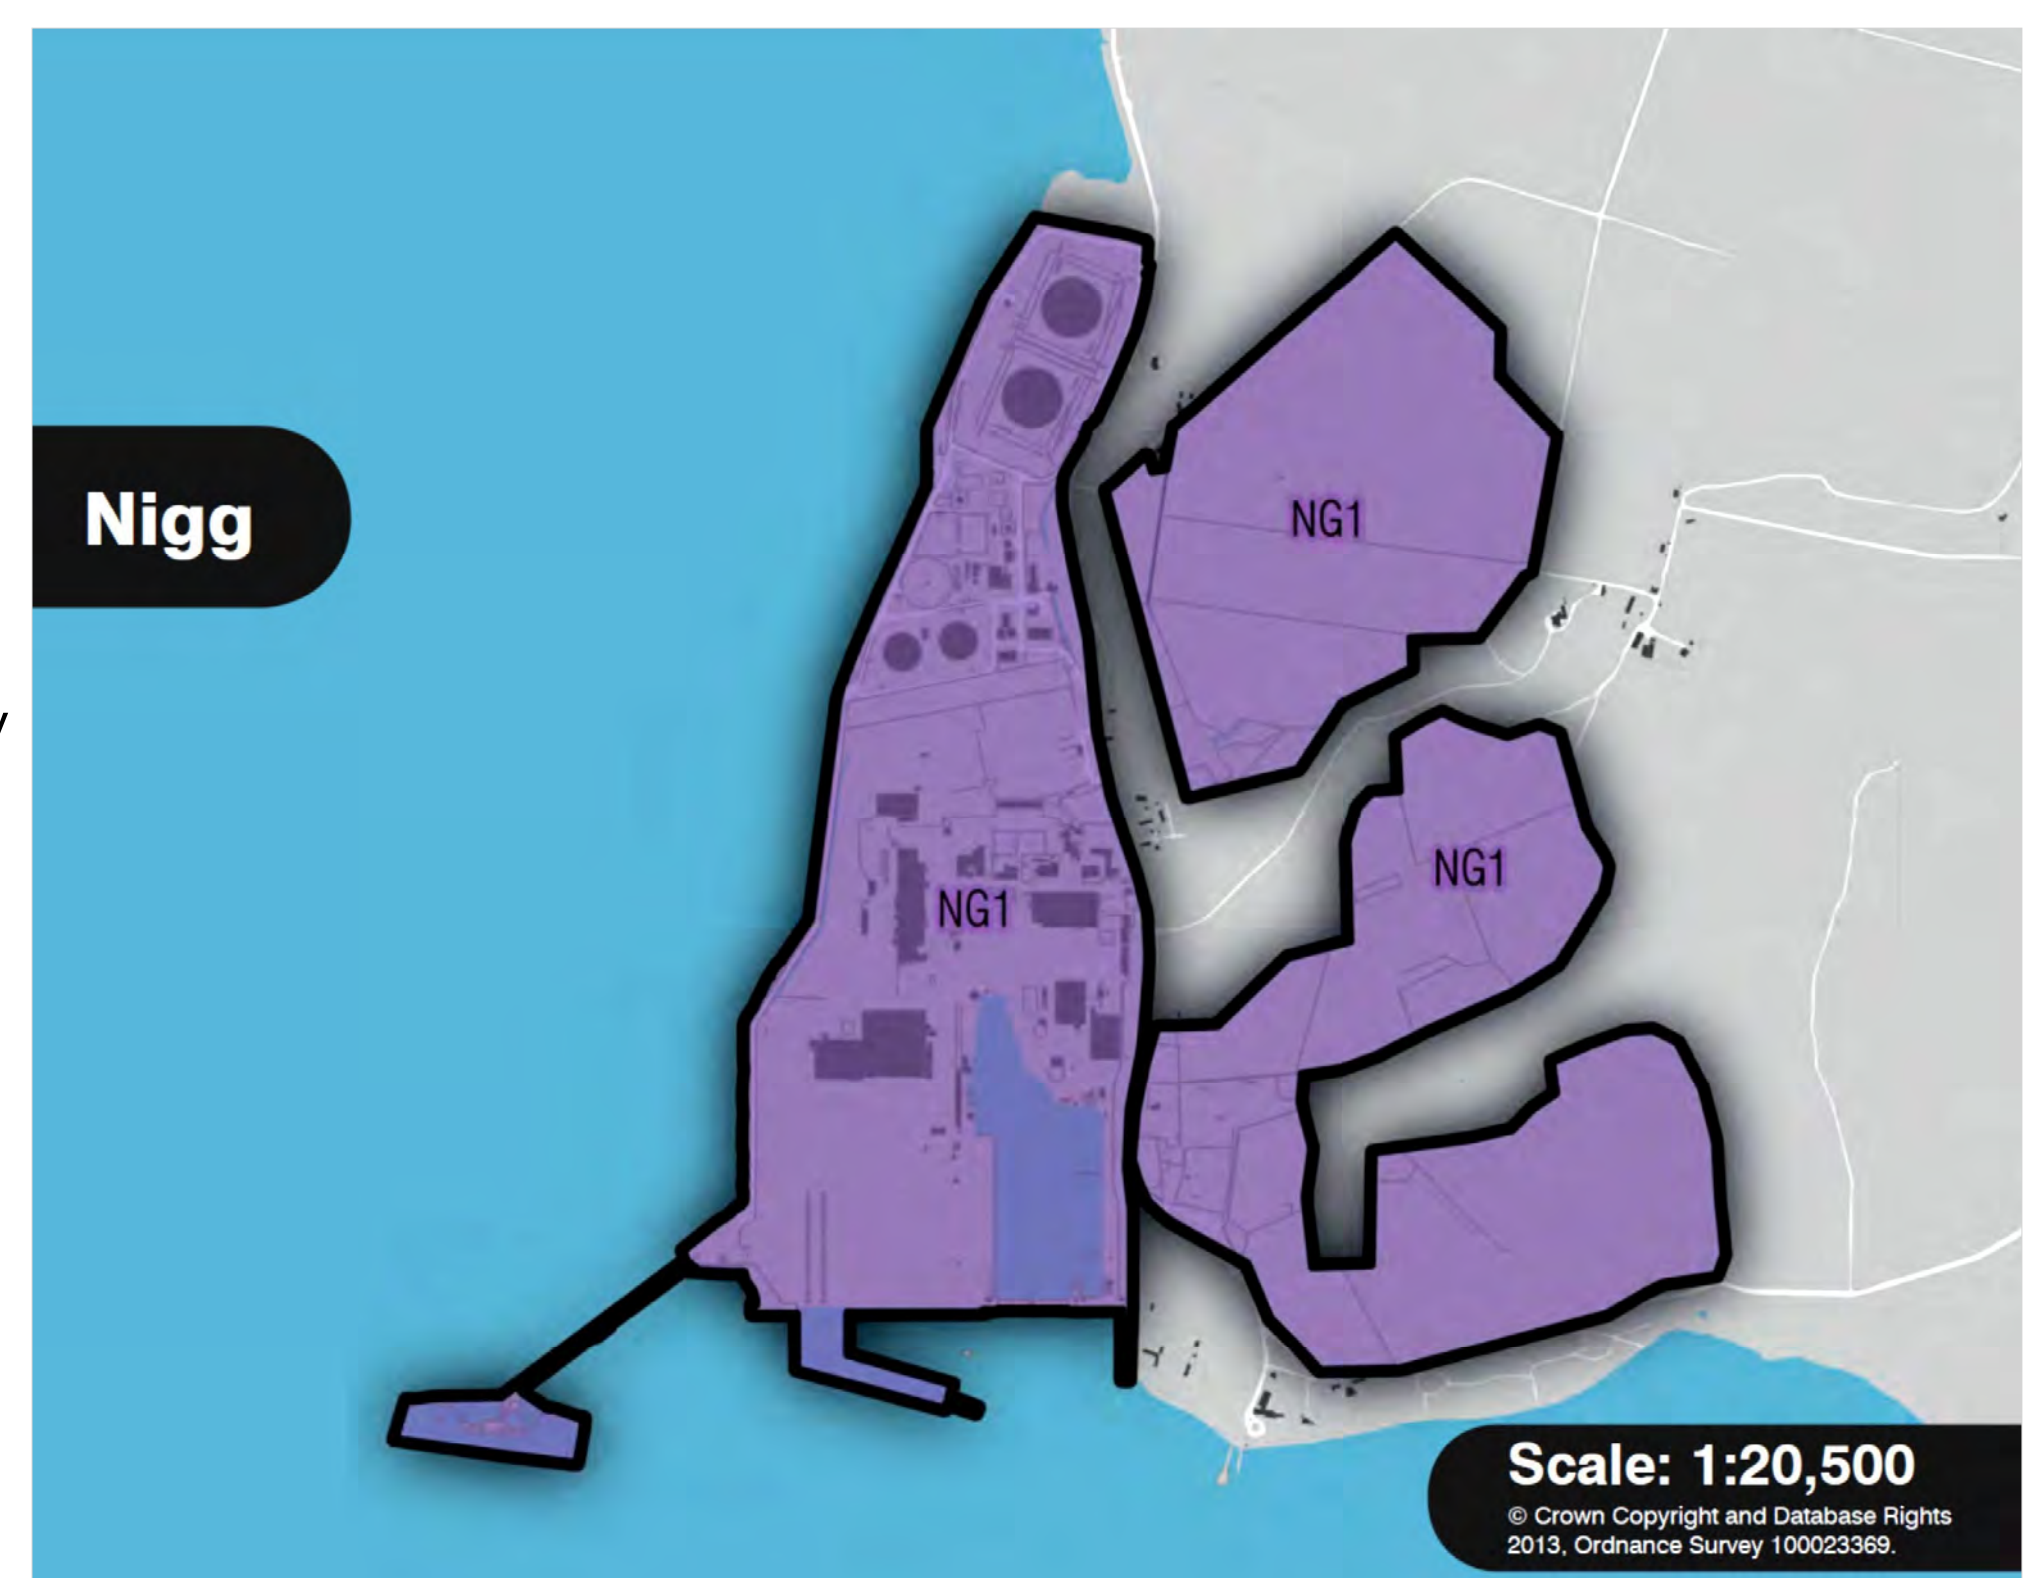 NG1
Nigg
y
NG1
NG1
Scale: 1:20,500
© Crown Copyright and Database Rights
2013, Ordnance Survey 100023369.